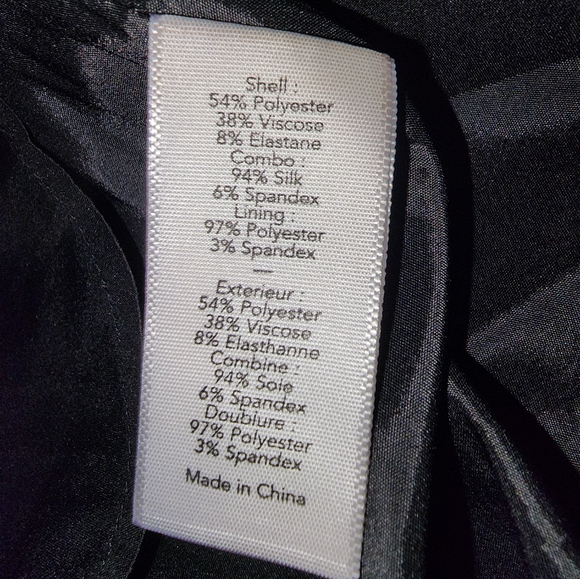 Shell :
54% Polyester
38% Viscose
8% Elastane
Combo :
94% Silk
6% Spandex
Lining :
97% Polyester
3% Spandex
—
Exterieur :
54% Polyester
38% Viscose
8% Elasthanne
Combine :
94% Soie
6% Spandex
Doublure :
97% Polyester
3% Spandex
Made in China